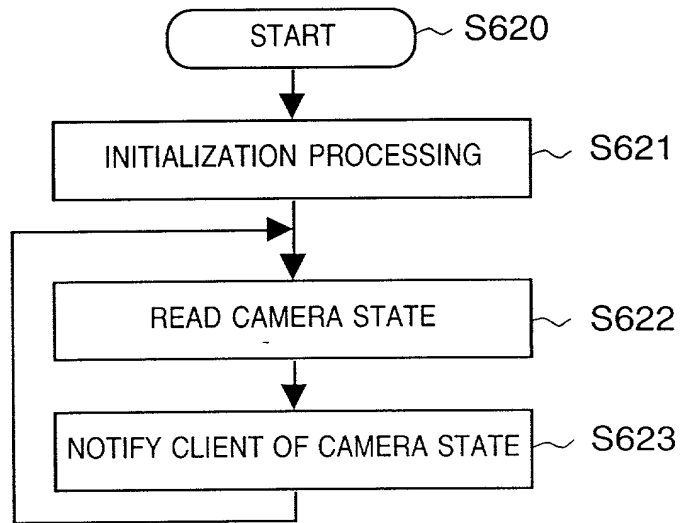 START
S620
INITIALIZATION PROCESSING
S621
READ CAMERA STATE
S622
NOTIFY CLIENT OF CAMERA STATE
S623